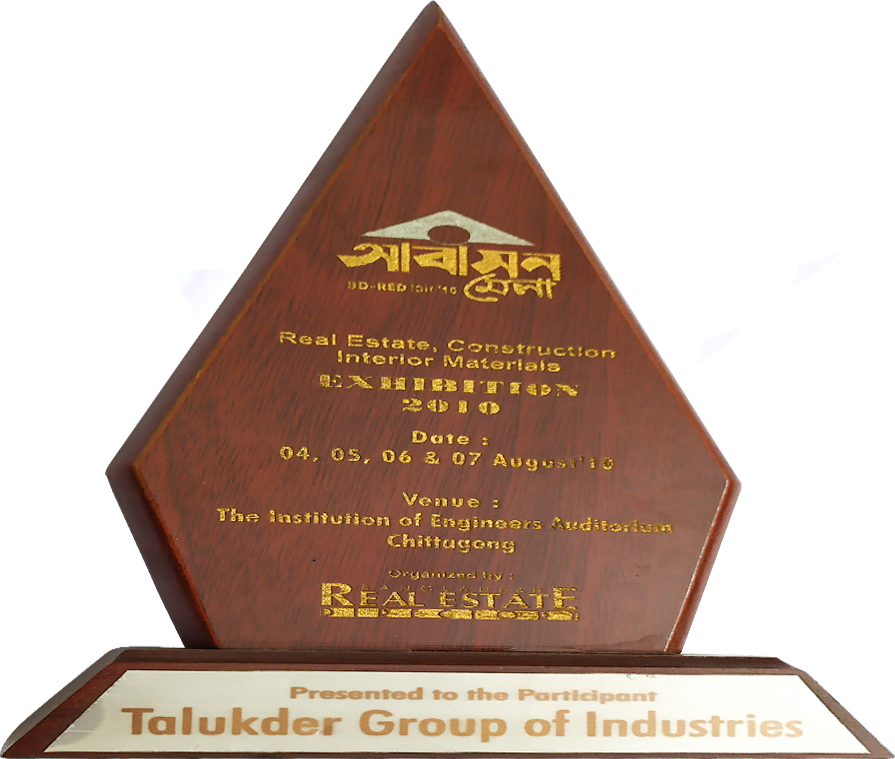 আবাসন
মেলা
BD-RED fair '10
Real Estate, Construction
Interior Materials
EXHIBITION
2010
Date :
04, 05, 06 & 07 August'10
Venue :
The Institution of Engineers Auditorium
Chittagong
Organized by :
BANGLADESH
REAL ESTATE
Presented to the Participant
Talukder Group of Industries